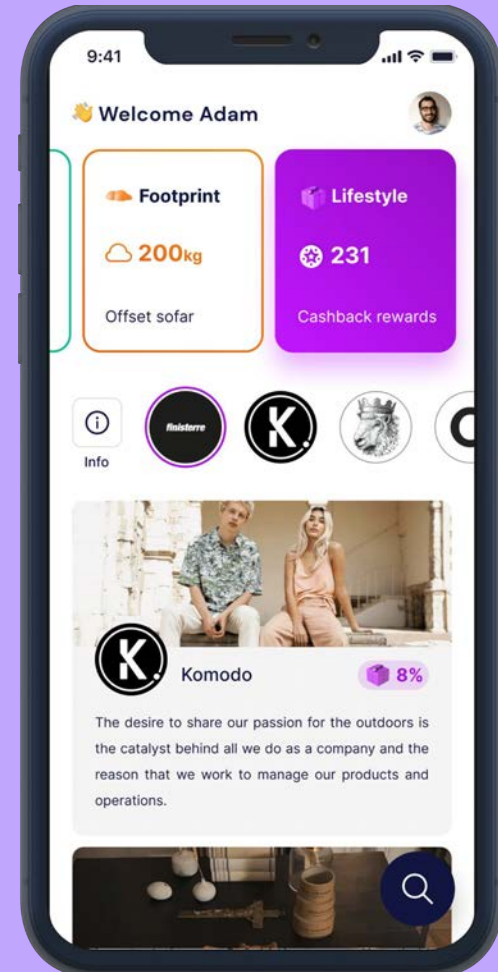 9:41
Welcome Adam
Footprint
Lifestyle
200kg
231
Offset sofar
Cashback rewards
Info
finisterre
K.
K.
Komodo
8%
The desire to share our passion for the outdoors is
the catalyst behind all we do as a company and the
reason that we work to manage our products and
operations.